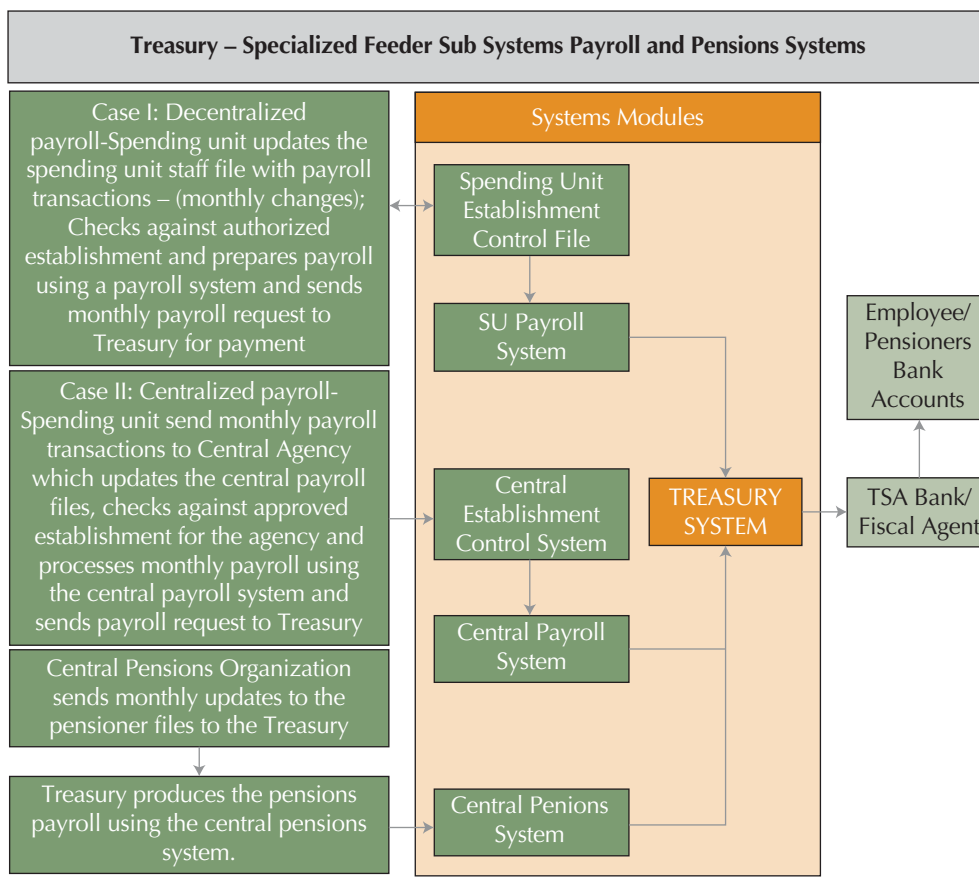 Treasury – Specialized Feeder Sub Systems Payroll and Pensions Systems
Case I: Decentralized
payroll-Spending unit updates the
spending unit staff file with payroll
transactions – (monthly changes);
Checks against authorized
establishment and prepares payroll
using a payroll system and sends
monthly payroll request to
Treasury for payment
Case II: Centralized payroll-
Spending unit send monthly payroll
transactions to Central Agency
which updates the central payroll
files, checks against approved
establishment for the agency and
processes monthly payroll using
the central payroll system and
sends payroll request to Treasury
Central Pensions Organization
sends monthly updates to the
pensioner files to the Treasury
Treasury produces the pensions
payroll using the central pensions
system.
Systems Modules
Spending Unit
Establishment
Control File
SU Payroll
System
Central
Establishment
Control System
Central Payroll
System
Central Penions
System
TREASURY
SYSTEM
Employee/
Pensioners
Bank
Accounts
TSA Bank/
Fiscal Agent